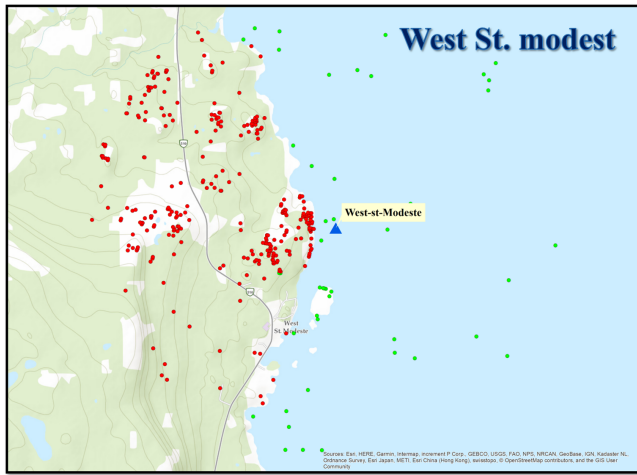 West St. modest
West-st-Modeste
West
St. Modeste
Sources: Esri, HERE, Garmin, Intermap, increment P Corp., GEBCO, USGS, FAO, NPS, NRCAN, GeoBase, IGN, Kadaster NL,
Ordnance Survey, Esri Japan, METI, Esri China (Hong Kong), swisstopo, © OpenStreetMap contributors, and the GIS User
Community